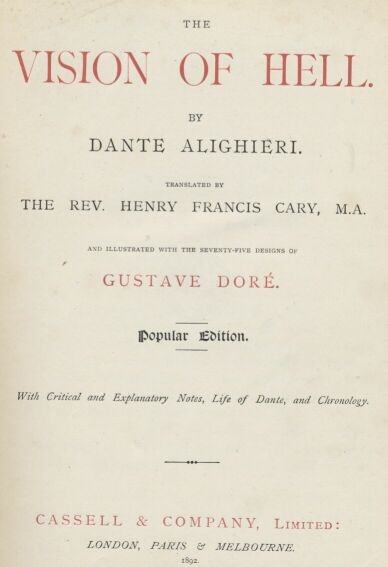 THE
VISION OF HELL.
BY
DANTE ALIGHIERI.
TRANSLATED BY
THE REV. HENRY FRANCIS CARY, M.A.
AND ILLUSTRATED WITH THE SEVENTY-FIVE DESIGNS OF
GUSTAVE DORÉ.
Popular Edition.
With Critical and Explanatory Notes, Life of Dante, and Chronology.
CASSELL & COMPANY, LIMITED:
LONDON, PARIS & MELBOURNE.
1892.